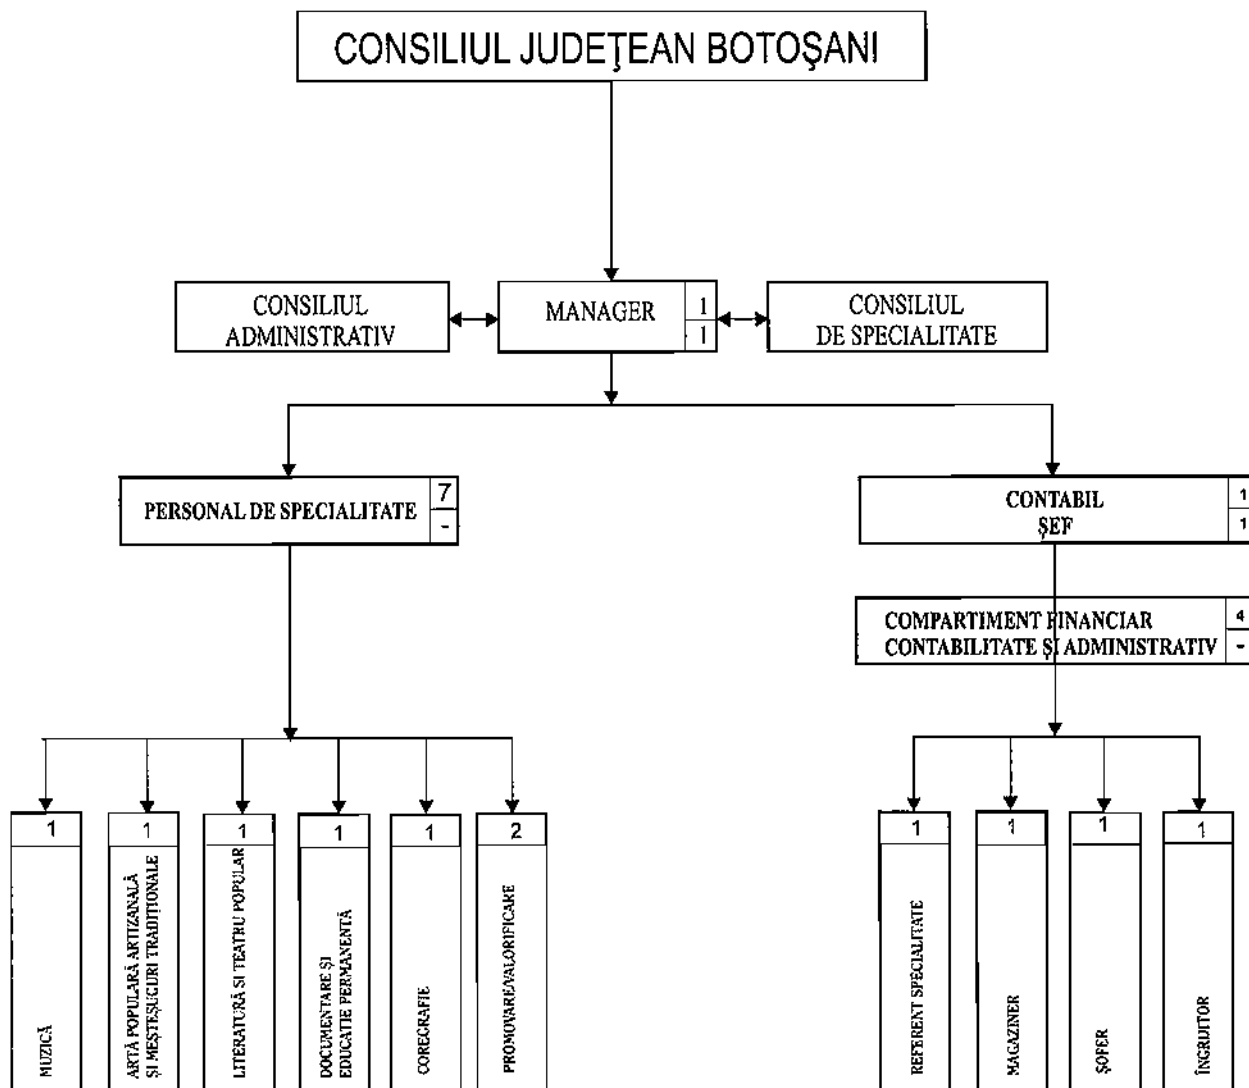 CONSILIUL JUDEŢEAN BOTOŞANI
CONSILIUL
ADMINISTRATIV
MANAGER
1
1
CONSILIUL
DE SPECIALITATE
PERSONAL DE SPECIALITATE
7
-
CONTABIL
ŞEF
1
1
COMPARTIMENT FINANCIAR
CONTABILITATE ŞI ADMINISTRATIV
4
-
1
MUZICĂ
1
ARTĂ POPULARĂ ARTIZANALĂ
ŞI MEŞTEŞUGURI TRADIŢIONALE
1
LITERATURĂ SI TEATRU POPULAR
1
DOCUMENTARE ŞI
EDUCATIE PERMANENTĂ
1
COREGRAFIE
2
PROMOVARE/VALORIFICARE
1
REFERENT SPECIALITATE
1
MAGAZINER
1
ŞOFER
1
ÎNGRIJITOR